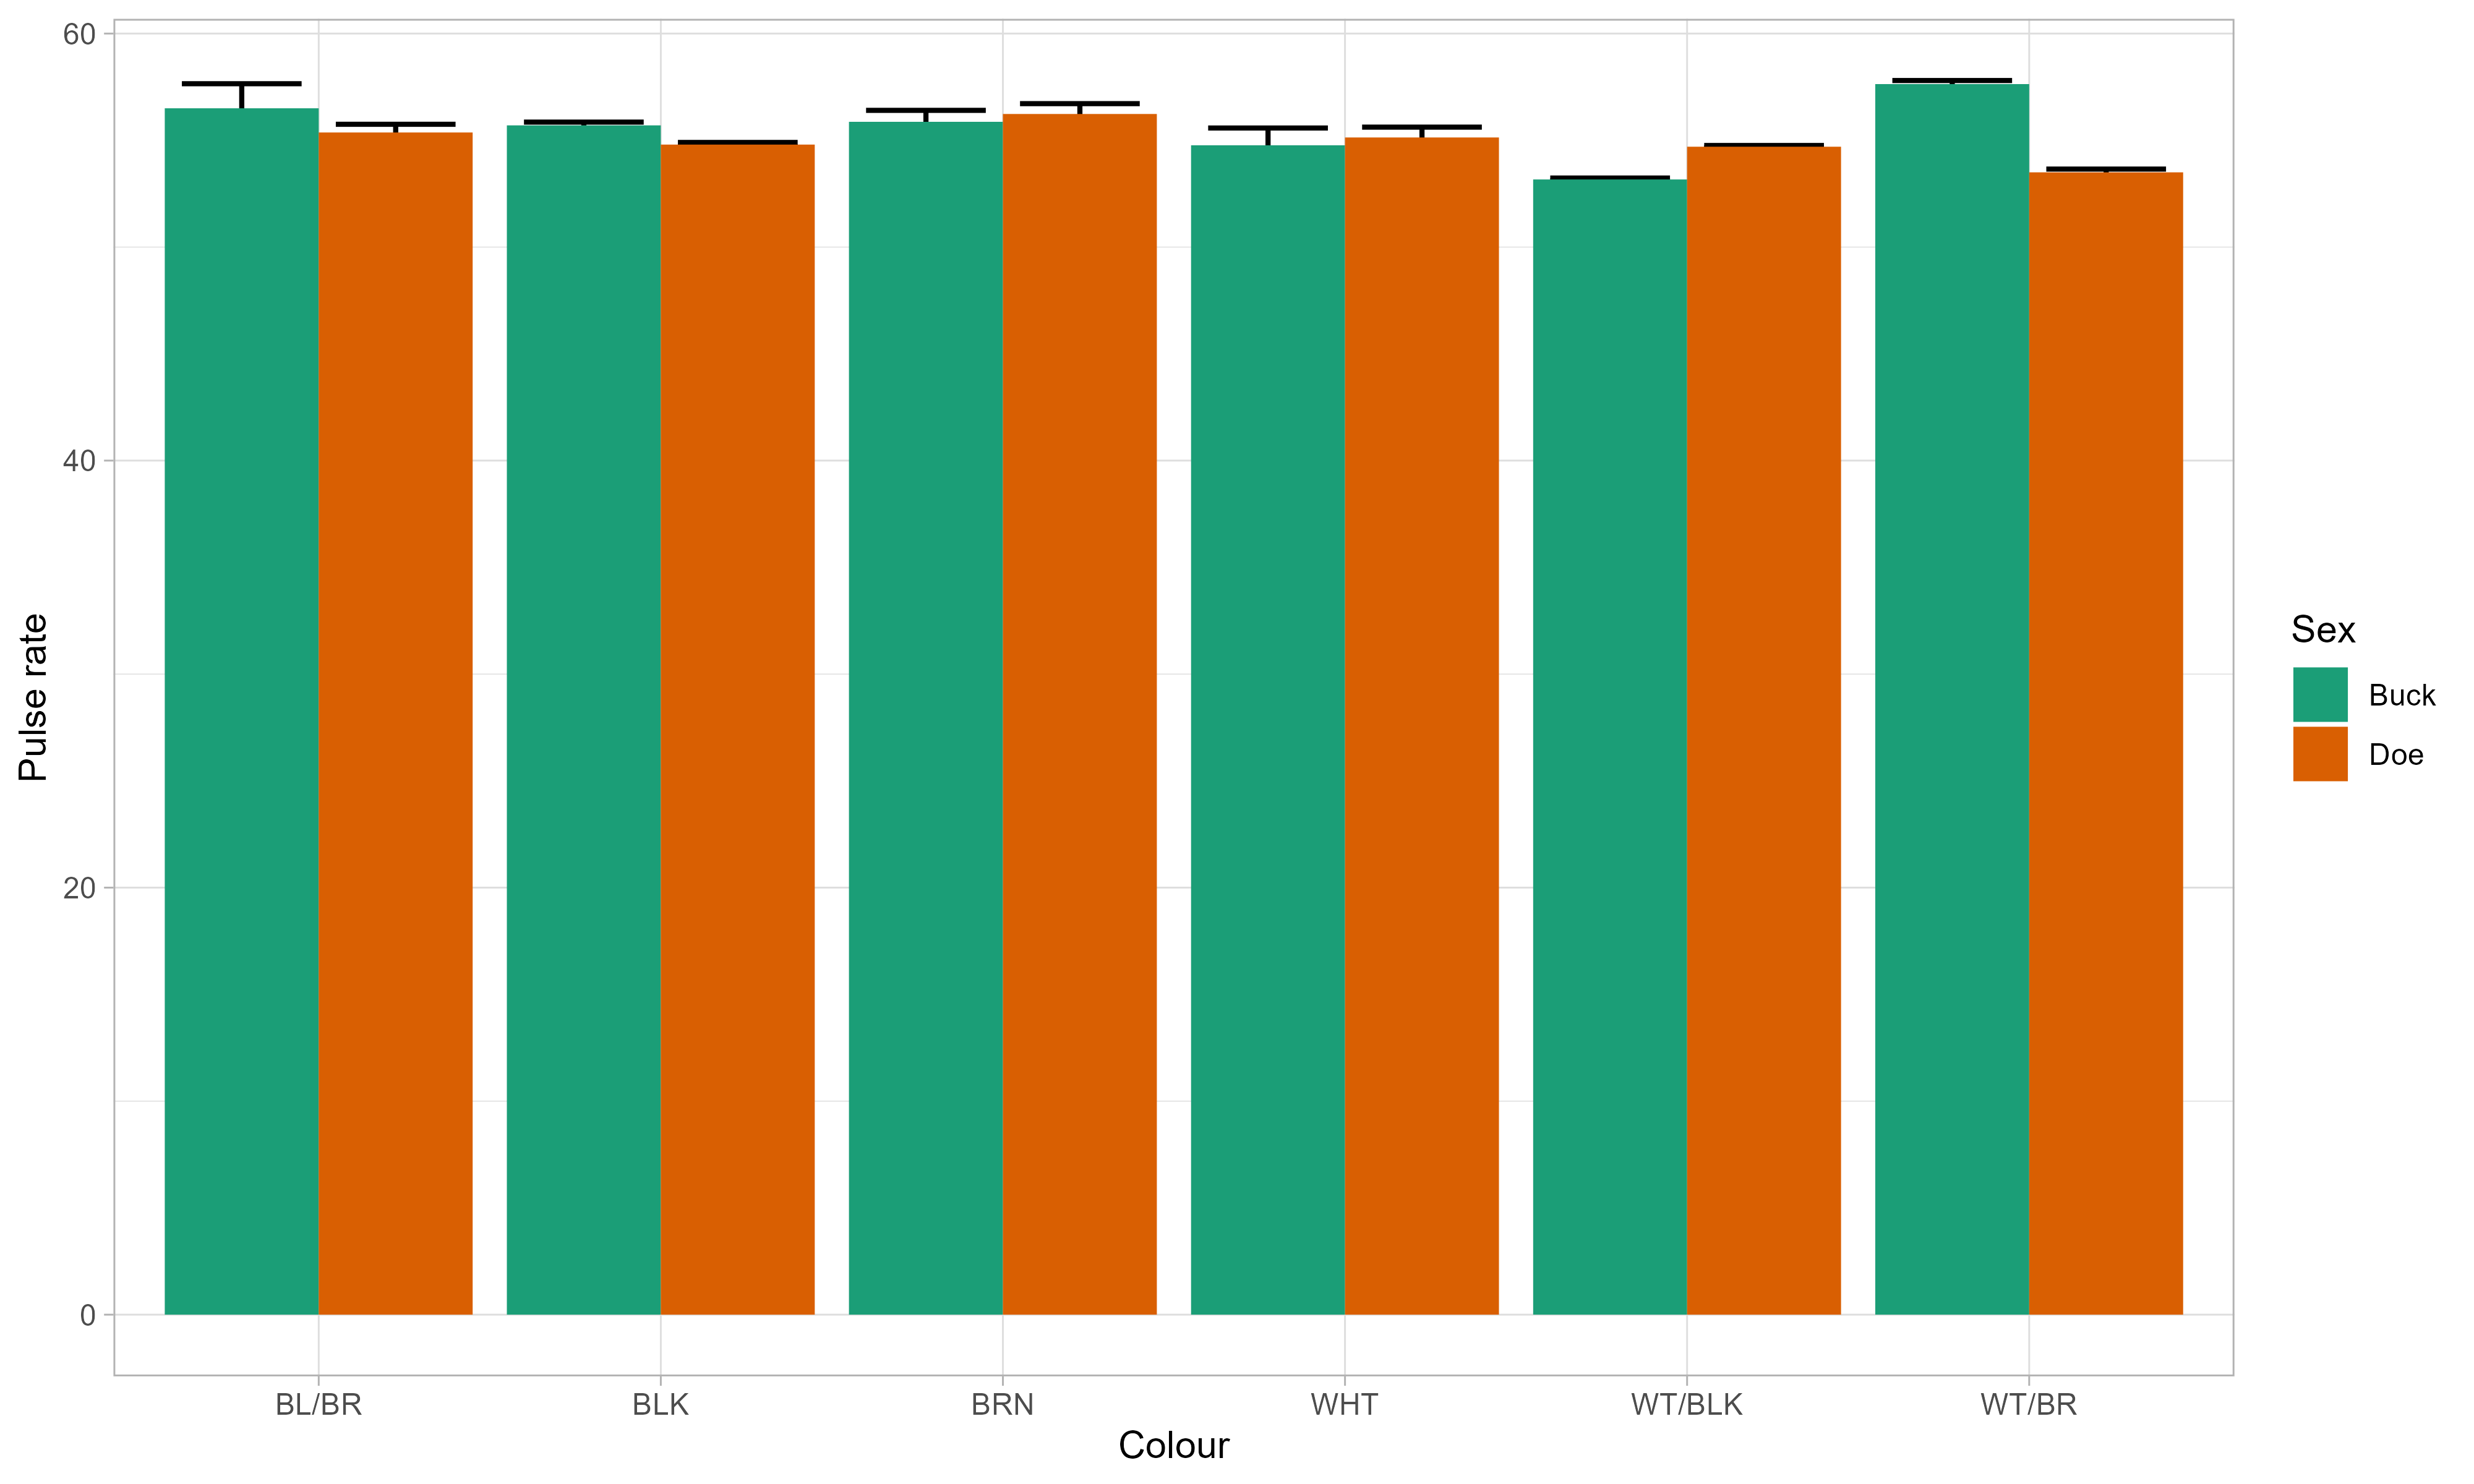 60
40
20
0
Pulse rate
BL/BR BLK BRN WHT WT/BLK WT/BR
Colour
Sex
Buck
Doe